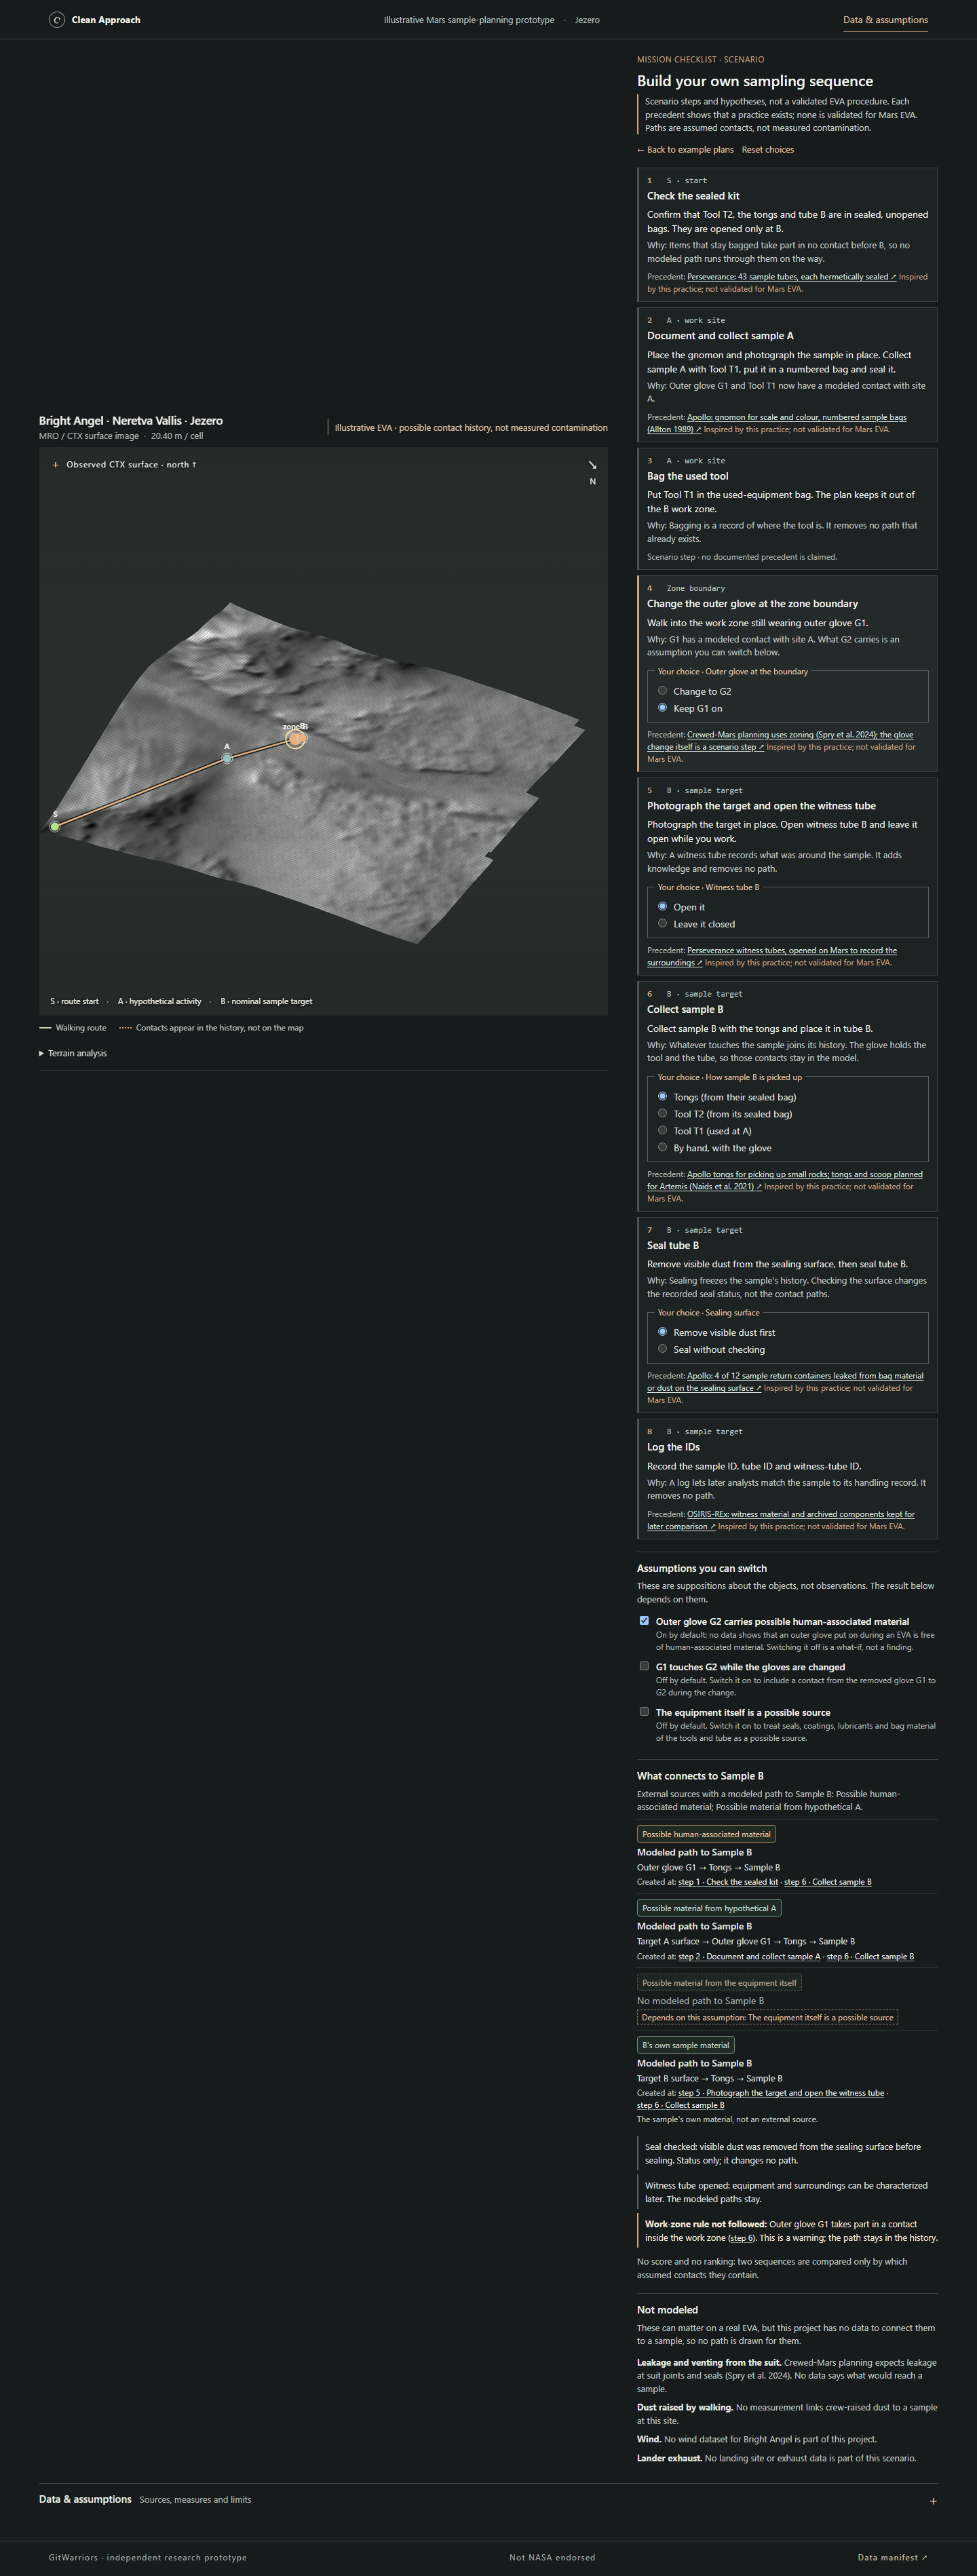 Clean Approach
Illustrative Mars sample-planning prototype · Jezero
Data & assumptions
Bright Angel · Neretva Vallis · Jezero
MRO / CTX surface image · 20.40 m / cell
Illustrative EVA · possible contact history, not measured contamination
+ Observed CTX surface · north ↑
N
zone B
A
S
S · route start · A · hypothetical activity · B · nominal sample target
Walking route
Contacts appear in the history, not on the map
▶ Terrain analysis
MISSION CHECKLIST · SCENARIO
Build your own sampling sequence
Scenario steps and hypotheses, not a validated EVA procedure. Each
precedent shows that a practice exists; none is validated for Mars EVA.
Paths are assumed contacts, not measured contamination.
← Back to example plans Reset choices
1 S · start
Check the sealed kit
Confirm that Tool T2, the tongs and tube B are in sealed, unopened
bags. They are opened only at B.
Why: Items that stay bagged take part in no contact before B, so no
modeled path runs through them on the way.
Precedent: Perseverance: 43 sample tubes, each hermetically sealed ↗ Inspired
by this practice; not validated for Mars EVA.
2 A · work site
Document and collect sample A
Place the gnomon and photograph the sample in place. Collect
sample A with Tool T1, put it in a numbered bag and seal it.
Why: Outer glove G1 and Tool T1 now have a modeled contact with site
A.
Precedent: Apollo: gnomon for scale and colour, numbered sample bags
(Allton 1989) ↗ Inspired by this practice; not validated for Mars EVA.
3 A · work site
Bag the used tool
Put Tool T1 in the used-equipment bag. The plan keeps it out of
the B work zone.
Why: Bagging is a record of where the tool is. It removes no path that
already exists.
Scenario step · no documented precedent is claimed.
4 Zone boundary
Change the outer glove at the zone boundary
Walk into the work zone still wearing outer glove G1.
Why: G1 has a modeled contact with site A. What G2 carries is an
assumption you can switch below.
Your choice · Outer glove at the boundary
Change to G2
Keep G1 on
Precedent: Crewed-Mars planning uses zoning (Spry et al. 2024); the glove
change itself is a scenario step ↗ Inspired by this practice; not validated for
Mars EVA.
5 B · sample target
Photograph the target and open the witness tube
Photograph the target in place. Open witness tube B and leave it
open while you work.
Why: A witness tube records what was around the sample. It adds
knowledge and removes no path.
Your choice · Witness tube B
Open it
Leave it closed
Precedent: Perseverance witness tubes, opened on Mars to record the
surroundings ↗ Inspired by this practice; not validated for Mars EVA.
6 B · sample target
Collect sample B
Collect sample B with the tongs and place it in tube B.
Why: Whatever touches the sample joins its history. The glove holds
the tool and the tube, so those contacts stay in the model.
Your choice · How sample B is picked up
Tongs (from their sealed bag)
Tool T2 (from its sealed bag)
Tool T1 (used at A)
By hand, with the glove
Precedent: Apollo tongs for picking up small rocks; tongs and scoop planned
for Artemis (Naids et al. 2021) ↗ Inspired by this practice; not validated for
Mars EVA.
7 B · sample target
Seal tube B
Remove visible dust from the sealing surface, then seal tube B.
Why: Sealing freezes the sample's history. Checking the surface changes
the recorded seal status, not the contact paths.
Your choice · Sealing surface
Remove visible dust first
Seal without checking
Precedent: Apollo: 4 of 12 sample return containers leaked from bag material
or dust on the sealing surface ↗ Inspired by this practice; not validated for
Mars EVA.
8 B · sample target
Log the IDs
Record the sample ID, tube ID and witness-tube ID.
Why: A log lets later analysts match the sample to its handling record. It
removes no path.
Precedent: OSIRIS-REx: witness material and archived components kept for
later comparison ↗ Inspired by this practice; not validated for Mars EVA.
Assumptions you can switch
These are suppositions about the objects, not observations. The result below
depends on them.
Outer glove G2 carries possible human-associated material
On by default: no data shows that an outer glove put on during an EVA is free
of human-associated material. Switching it off is a what-if, not a finding.
G1 touches G2 while the gloves are changed
Off by default. Switch it on to include a contact from the removed glove G1 to
G2 during the change.
The equipment itself is a possible source
Off by default. Switch it on to treat seals, coatings, lubricants and bag material
of the tools and tube as a possible source.
What connects to Sample B
External sources with a modeled path to Sample B: Possible human-
associated material; Possible material from hypothetical A.
Possible human-associated material
Modeled path to Sample B
Outer glove G1 → Tongs → Sample B
Created at: step 1 · Check the sealed kit · step 6 · Collect sample B
Possible material from hypothetical A
Modeled path to Sample B
Target A surface → Outer glove G1 → Tongs → Sample B
Created at: step 2 · Document and collect sample A · step 6 · Collect sample B
Possible material from the equipment itself
No modeled path to Sample B
Depends on this assumption: The equipment itself is a possible source
B's own sample material
Modeled path to Sample B
Target B surface → Tongs → Sample B
Created at: step 5 · Photograph the target and open the witness tube ·
step 6 · Collect sample B
The sample's own material, not an external source.
Seal checked: visible dust was removed from the sealing surface before
sealing. Status only; it changes no path.
Witness tube opened: equipment and surroundings can be characterized
later. The modeled paths stay.
Work-zone rule not followed: Outer glove G1 takes part in a contact
inside the work zone (step 6). This is a warning; the path stays in the history.
No score and no ranking: two sequences are compared only by which
assumed contacts they contain.
Not modeled
These can matter on a real EVA, but this project has no data to connect them
to a sample, so no path is drawn for them.
Leakage and venting from the suit. Crewed-Mars planning expects leakage
at suit joints and seals (Spry et al. 2024). No data says what would reach a
sample.
Dust raised by walking. No measurement links crew-raised dust to a sample
at this site.
Wind. No wind dataset for Bright Angel is part of this project.
Lander exhaust. No landing site or exhaust data is part of this scenario.
Data & assumptions Sources, measures and limits
+
GitWarriors · independent research prototype
Not NASA endorsed
Data manifest ↗